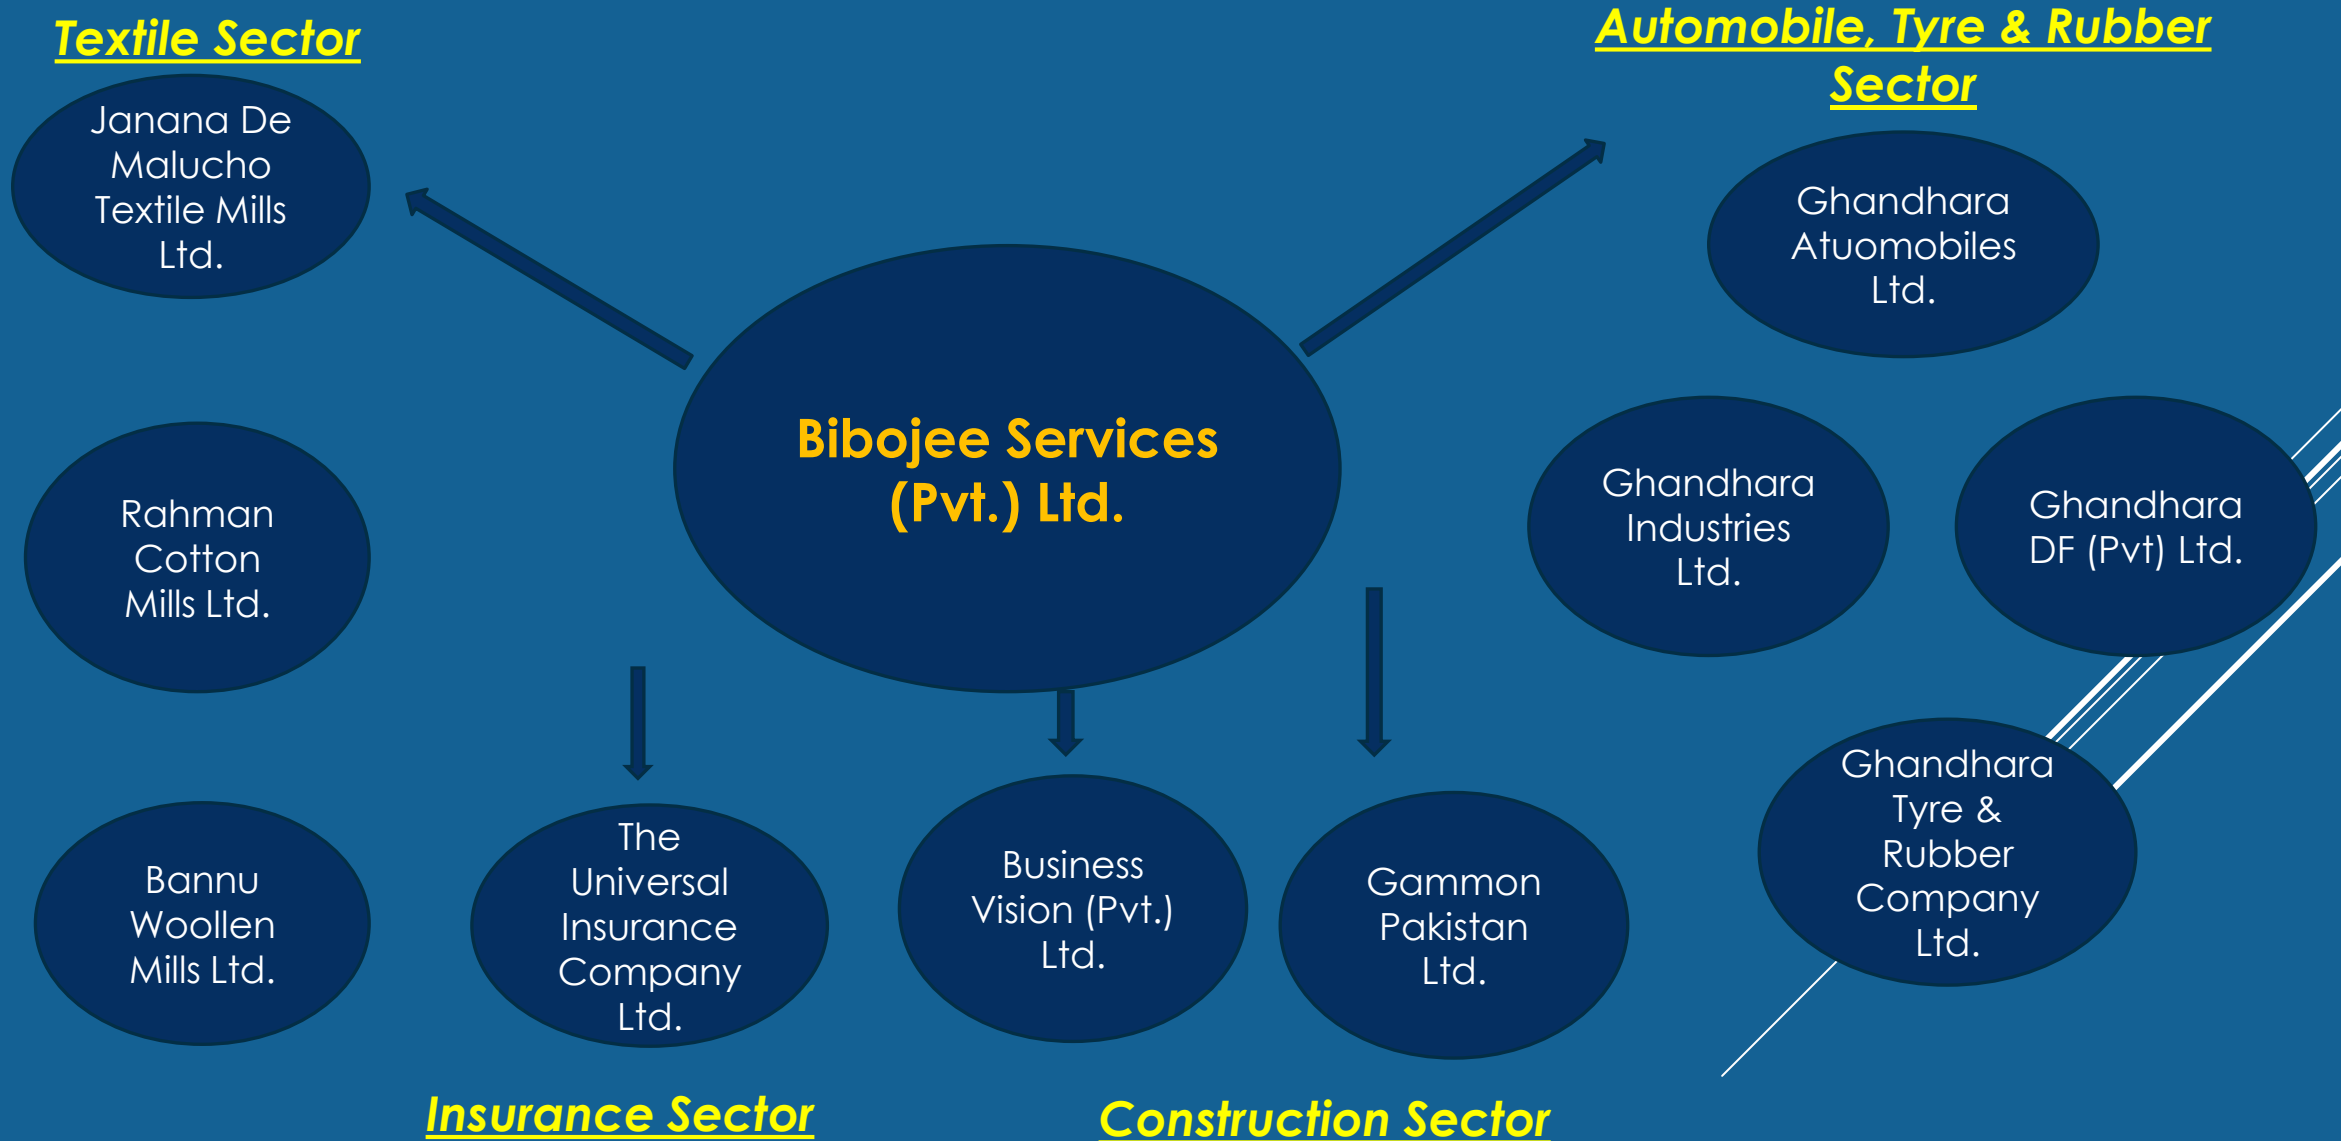 Textile Sector
Janana De
Malucho
Textile Mills
Ltd.
Rahman
Cotton
Mills Ltd.
Bannu
Woollen
Mills Ltd.
Bibojee Services
(Pvt.) Ltd.
The
Universal
Insurance
Company
Ltd.
Insurance Sector
Business
Vision (Pvt.)
Ltd.
Gammon
Pakistan
Ltd.
Construction Sector
Automobile, Tyre & Rubber
Sector
Ghandhara
Atuomobiles
Ltd.
Ghandhara
Industries
Ltd.
Ghandhara
DF (Pvt) Ltd.
Ghandhara
Tyre &
Rubber
Company
Ltd.